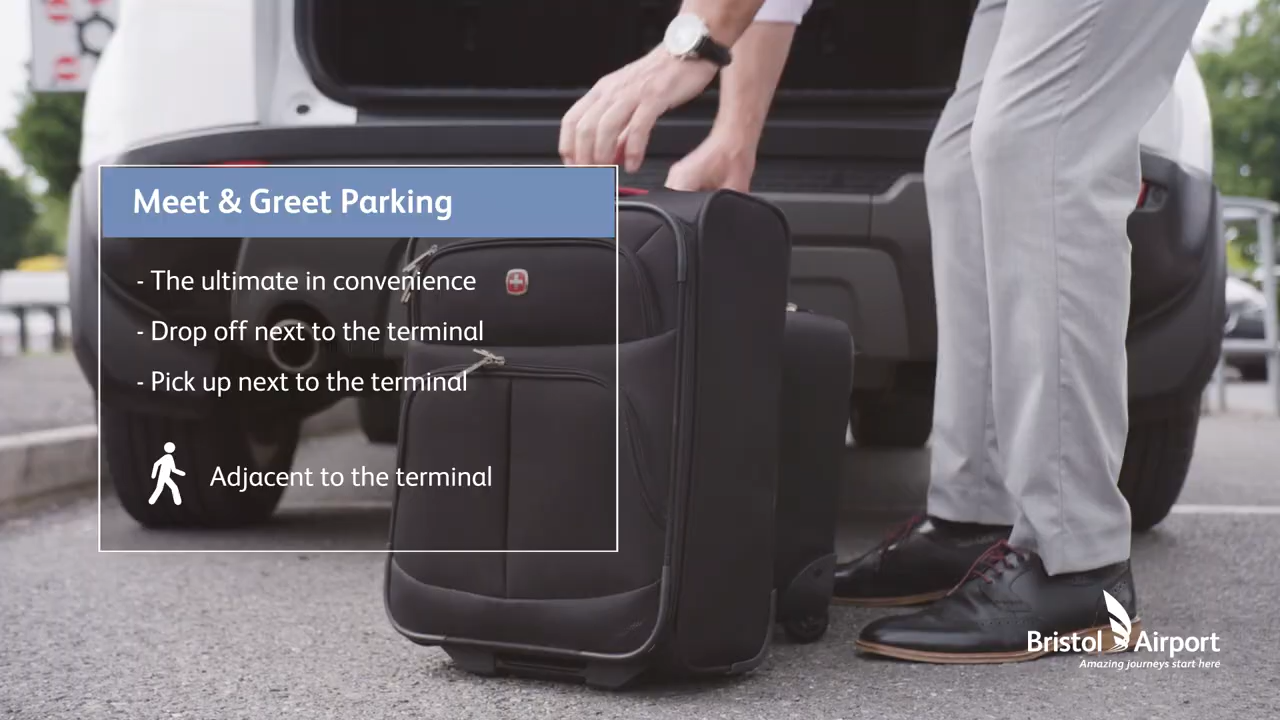 Meet & Greet Parking
- The ultimate in convenience
- Drop off next to the terminal
- Pick up next to the terminal
Adjacent to the terminal
Bristol Airport
Amazing journeys start here